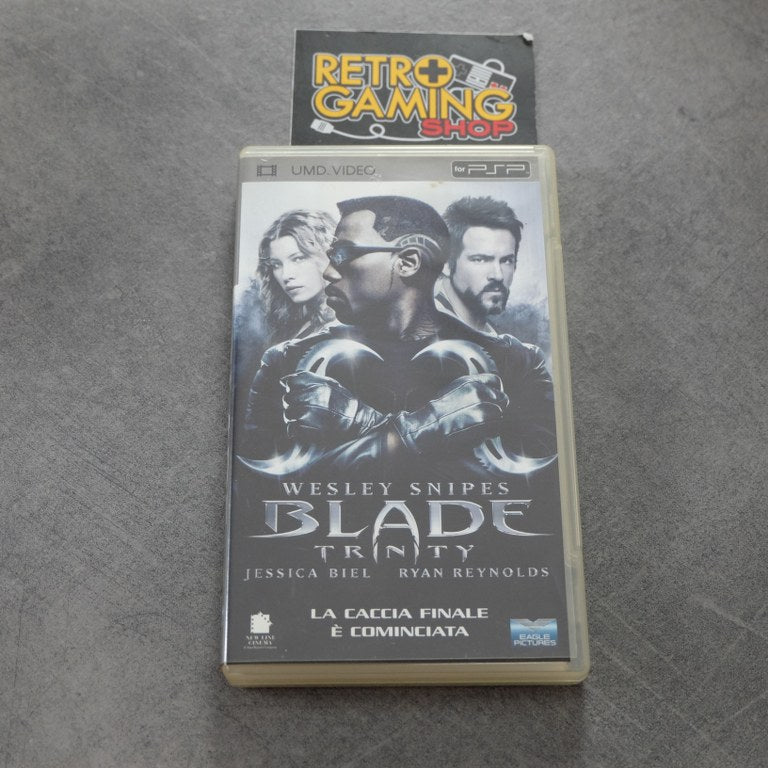 RETRO
GAMING
SHOP
UMD. VIDEO
for PSP
WESLEY SNIPES
BLADE
TRINITY
JESSICA BIEL RYAN REYNOLDS
LA CACCIA FINALE
È COMINCIATA
NEW LINE
CINEMA
EAGLE
PICTURES